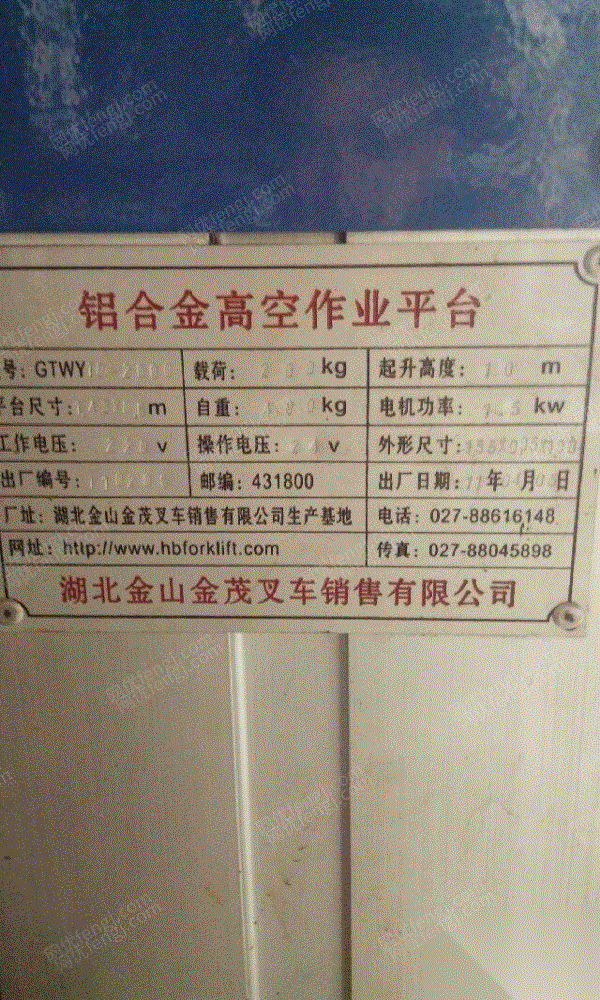 铝合金高空作业平台
号: GTWY 载荷: kg 起升高度: 10 m
平台尺寸: m 自重: kg 电机功率: 1.5 kw
工作电压: v 操作电压: v 外形尺寸:
出厂编号: 邮编: 431800 出厂日期: 年 月 日
厂址: 湖北金山金茂叉车销售有限公司生产基地 电话: 027-88616148
网址: http://www.hbforklift.com 传真: 027-88045898
湖北金山金茂叉车销售有限公司